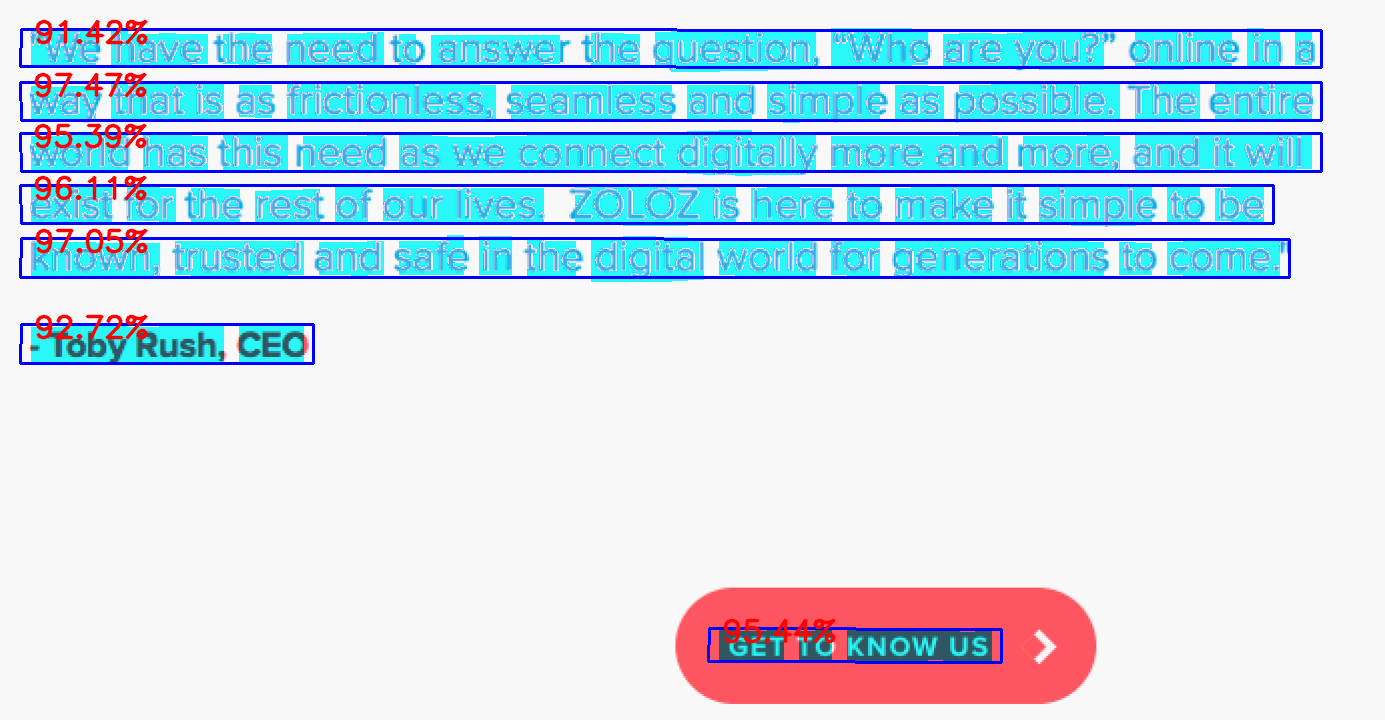 91.42%
"We have the need to answer the question, “Who are you?” online in a
97.47%
way that is as frictionless, seamless and simple as possible. The entire
95.39%
world has this need as we connect digitally more and more, and it will
96.11%
exist for the rest of our lives. ZOLOZ is here to make it simple to be
97.05%
known, trusted and safe in the digital world for generations to come."
92.72%
- Toby Rush, CEO
95.44%
GET TO KNOW US